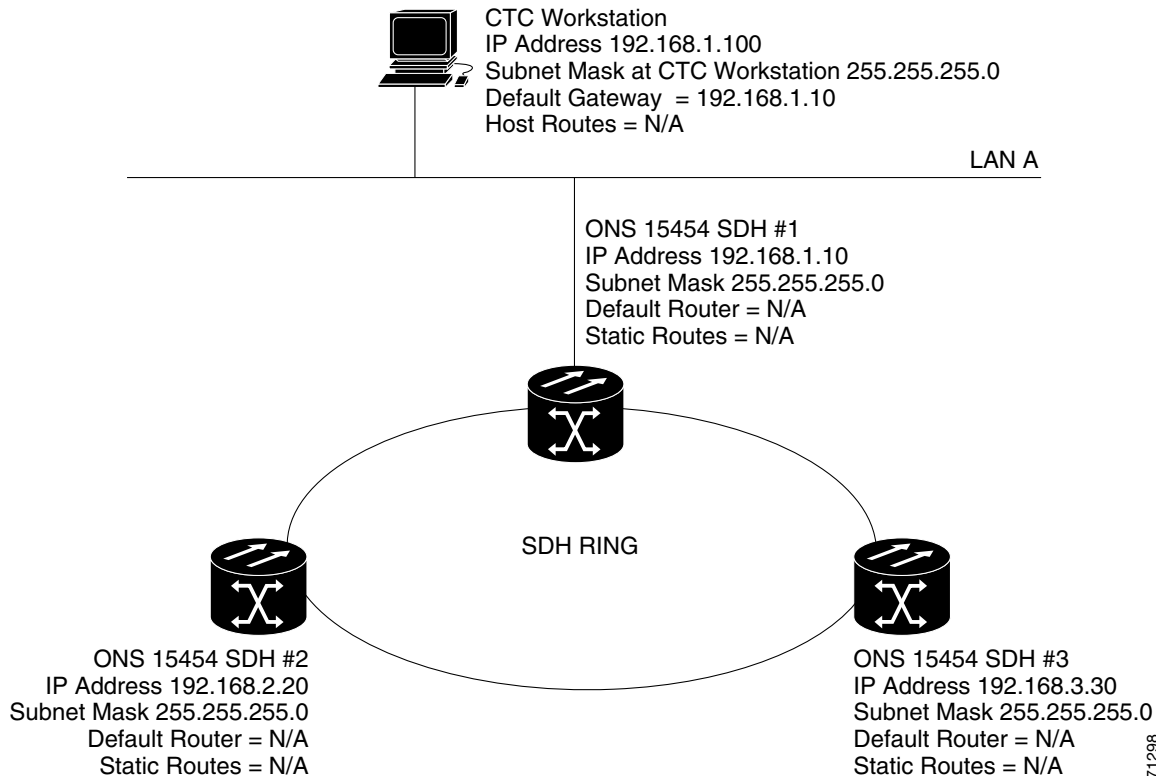 CTC Workstation
IP Address 192.168.1.100
Subnet Mask at CTC Workstation 255.255.255.0
Default Gateway = 192.168.1.10
Host Routes = N/A
LAN A
ONS 15454 SDH #1
IP Address 192.168.1.10
Subnet Mask 255.255.255.0
Default Router = N/A
Static Routes = N/A
SDH RING
ONS 15454 SDH #2
IP Address 192.168.2.20
Subnet Mask 255.255.255.0
Default Router = N/A
Static Routes = N/A
ONS 15454 SDH #3
IP Address 192.168.3.30
Subnet Mask 255.255.255.0
Default Router = N/A
Static Routes = N/A
71298